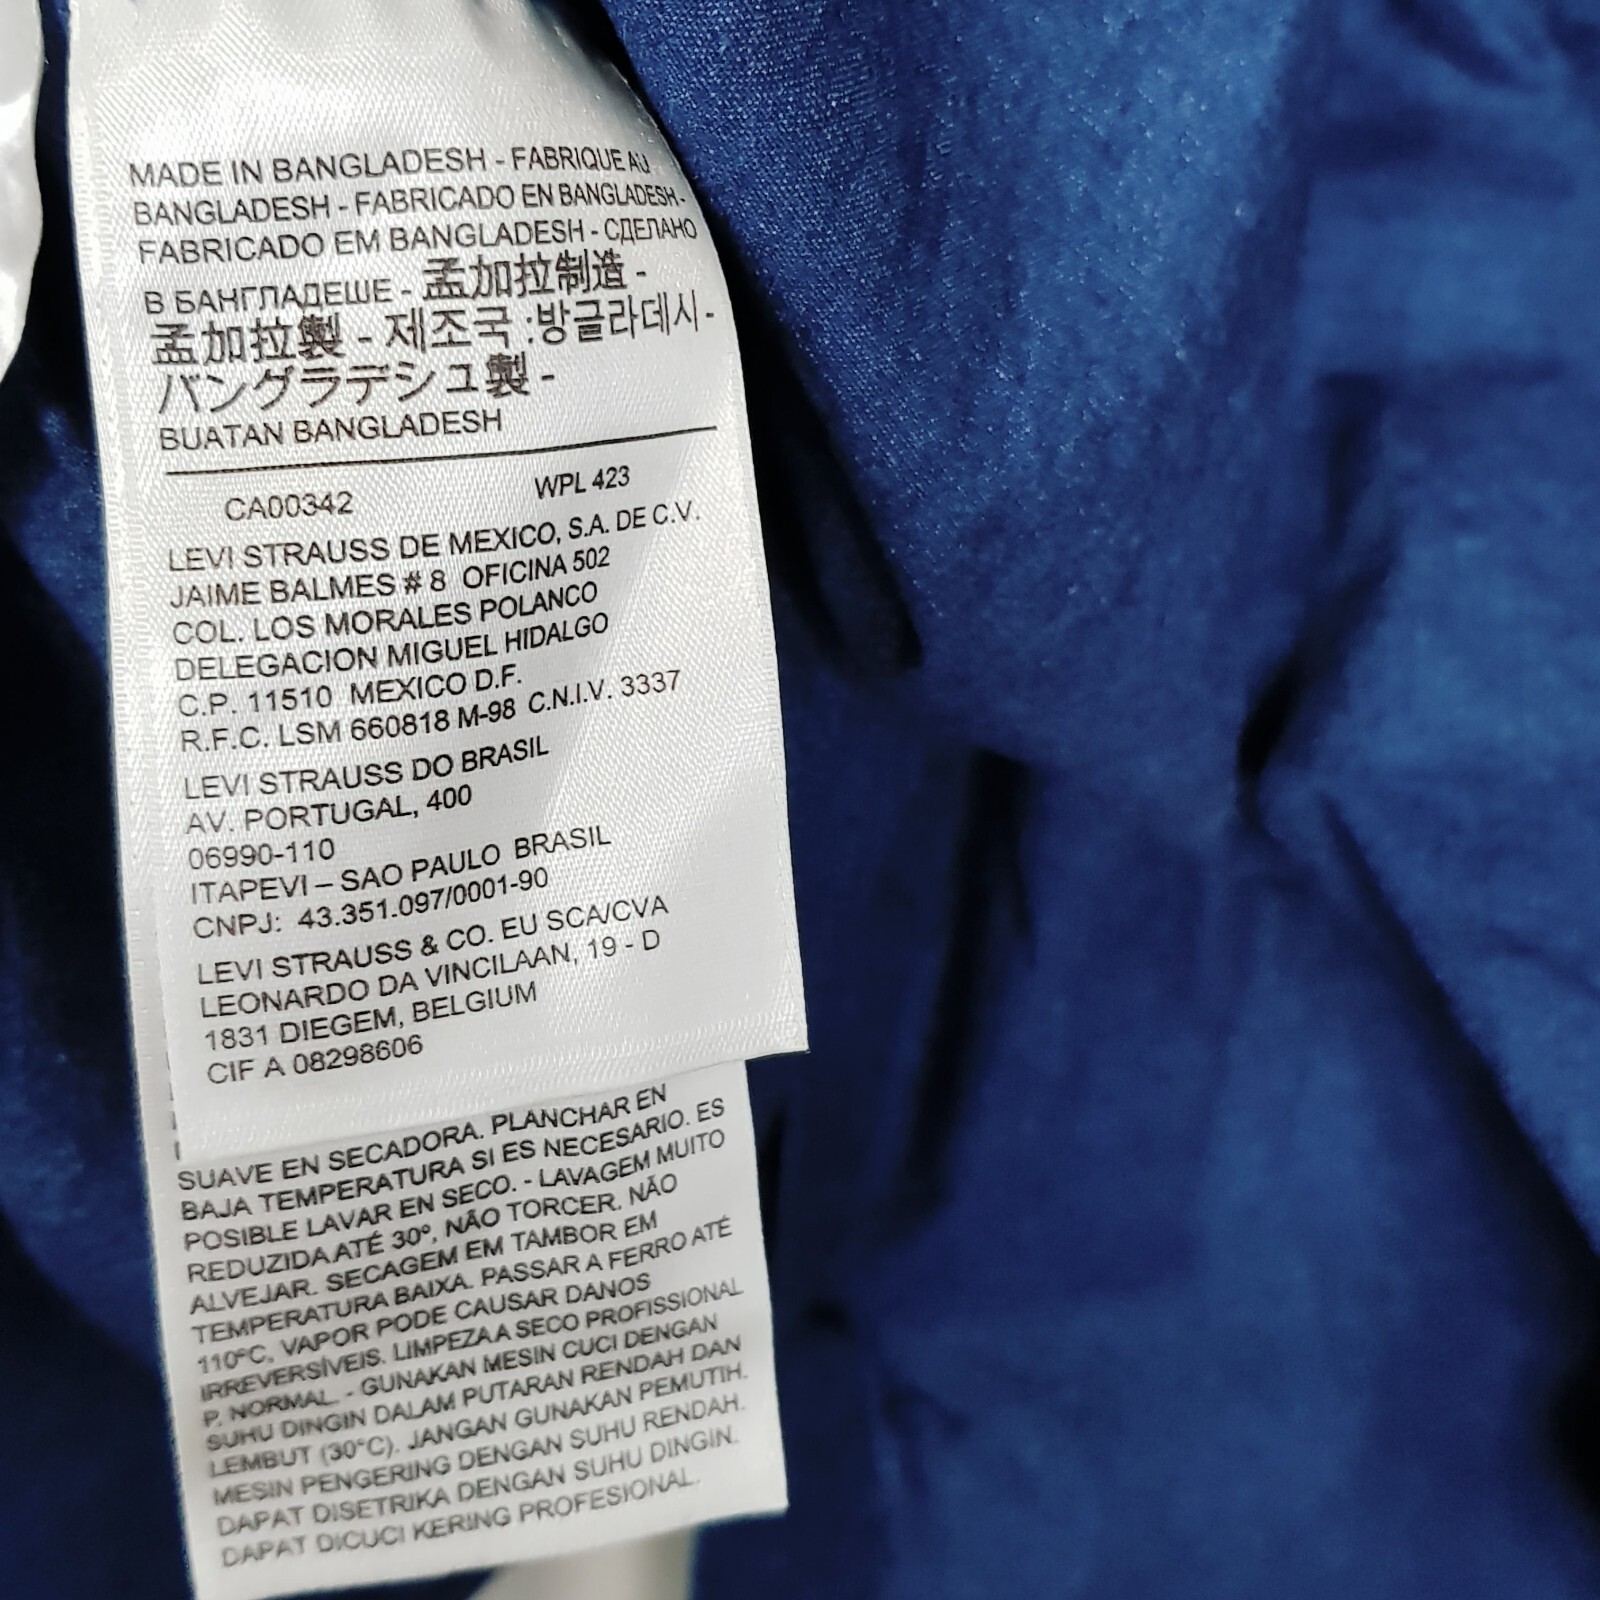 MADE IN BANGLADESH - FABRIQUE AU
BANGLADESH - FABRICADO EN BANGLADESH-
FABRICADO EM BANGLADESH - СДЕЛАНО
В БАНГЛАДЕШЕ - 孟加拉制造 -
孟加拉製 - 제조국 :방글라데시-
バングラデシュ製 -
BUATAN BANGLADESH
CA00342 WPL 423
LEVI STRAUSS DE MEXICO, S.A. DE C.V.
JAIME BALMES # 8 OFICINA 502
COL. LOS MORALES POLANCO
DELEGACION MIGUEL HIDALGO
C.P. 11510 MEXICO D.F.
R.F.C. LSM 660818 M-98 C.N.I.V. 3337
LEVI STRAUSS DO BRASIL
AV. PORTUGAL, 400
06990-110
ITAPEVI – SAO PAULO BRASIL
CNPJ: 43.351.097/0001-90
LEVI STRAUSS & CO. EU SCA/CVA
LEONARDO DA VINCILAAN, 19 - D
1831 DIEGEM, BELGIUM
CIF A 08298606
SUAVE EN SECADORA. PLANCHAR EN
BAJA TEMPERATURA SI ES NECESARIO. ES
POSIBLE LAVAR EN SECO. - LAVAGEM MUITO
REDUZIDA ATÉ 30º, NÃO TORCER. NÃO
ALVEJAR. SECAGEM EM TAMBOR EM
TEMPERATURA BAIXA. PASSAR A FERRO ATÉ
110ºC, VAPOR PODE CAUSAR DANOS
IRREVERSÍVEIS. LIMPEZA A SECO PROFISSIONAL
P. NORMAL. - GUNAKAN MESIN CUCI DENGAN
SUHU DINGIN DALAM PUTARAN RENDAH DAN
LEMBUT (30°C). JANGAN GUNAKAN PEMUTIH.
MESIN PENGERING DENGAN SUHU RENDAH.
DAPAT DISETRIKA DENGAN SUHU DINGIN.
DAPAT DICUCI KERING PROFESIONAL.